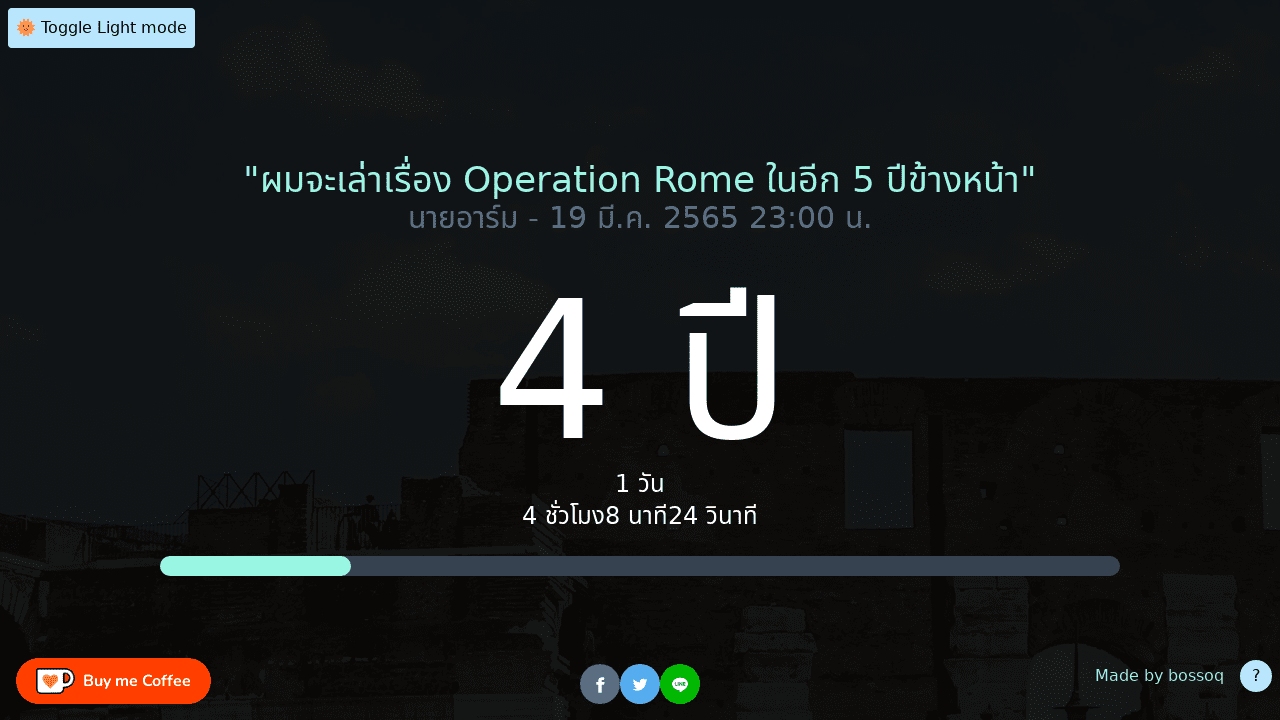 🌞 Toggle Light mode
"ผมจะเล่าเรื่อง Operation Rome ในอีก 5 ปีข้างหน้า"
นายอาร์ม - 19 มี.ค. 2565 23:00 น.
4 ปี
1 วัน
4 ชั่วโมง8 นาที24 วินาที
Buy me Coffee
LINE
Made by bossoq
?